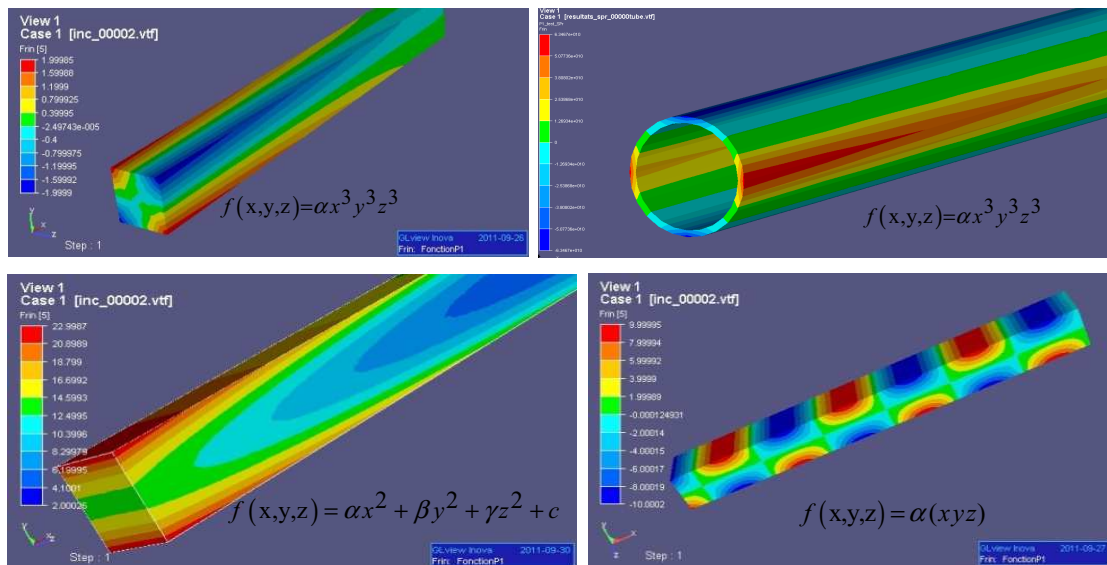 View 1
Case 1 [inc_00002.vtf]
Frin [5]
1.99985
1.59988
1.1999
0.799925
0.39995
-2.49743e-005
-0.4
-0.799975
-1.19995
-1.59992
-1.9999
f(x,y,z)=αx³y³z³
y
x
z
Step : 1
GLview Inova 2011-09-26
Frin: FonctionP1
View 1
Case 1 [resultats_spr_00000tube.vtf]
Frin
f(x,y,z)=αx³y³z³
View 1
Case 1 [inc_00002.vtf]
Frin [5]
22.9987
20.8989
18.799
16.6992
14.5993
12.4995
10.3996
8.29979
6.19995
4.1001
2.00025
f(x,y,z) = αx² + βy² + γz² + c
y
x
z
Step : 1
GLview Inova 2011-09-30
Frin: FonctionP1
View 1
Case 1 [inc_00002.vtf]
Frin [5]
9.99995
7.99994
5.99992
3.9999
1.99989
-0.000124931
-2.00014
-4.00015
-6.00017
-8.00019
-10.0002
f(x,y,z) = α(xyz)
y
x
z
Step : 1
GLview Inova 2011-09-27
Frin: FonctionP1